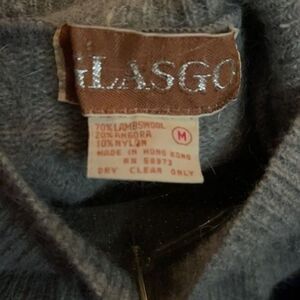 GLASGO
70% LAMBSWOOL
20% ANGORA
10% NYLON
M
MADE IN HONG KONG
RN 58973
DRY CLEAN ONLY